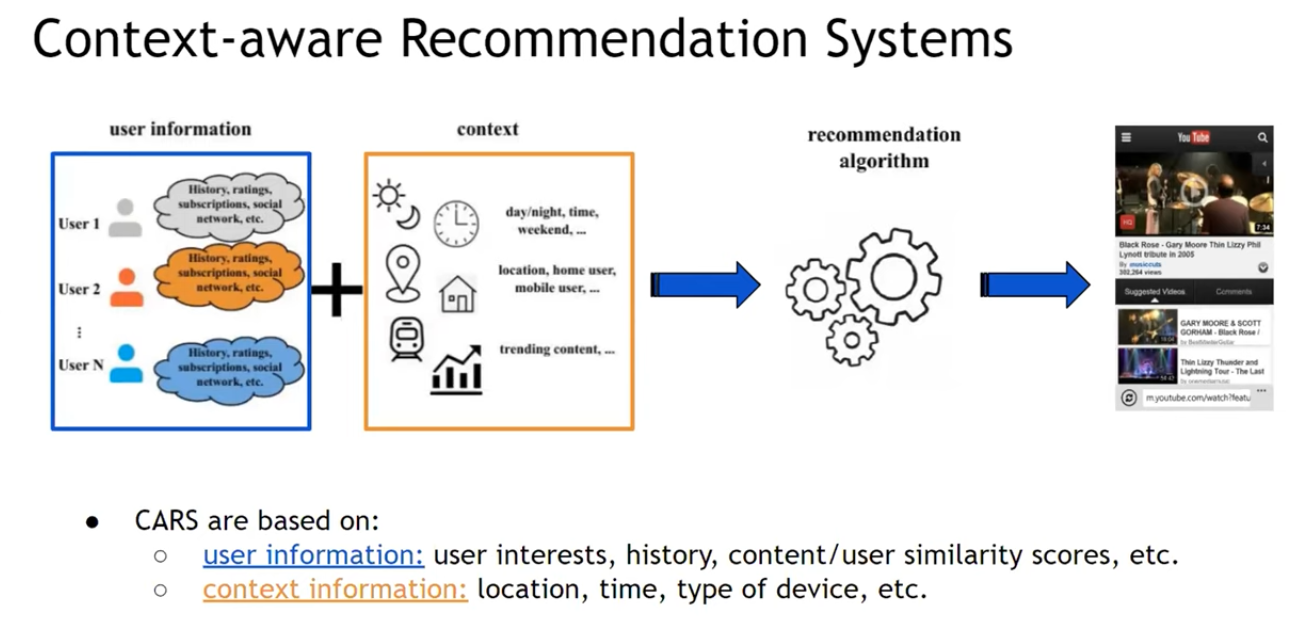 Context-aware Recommendation Systems
user information
User 1
History, ratings,
subscriptions, social
network, etc.
User 2
History, ratings,
subscriptions, social
network, etc.
User N
History, ratings,
subscriptions, social
network, etc.
context
day/night, time,
weekend, ...
location, home user,
mobile user, ...
trending content, ...
recommendation
algorithm
YouTube
HQ
7:34
Black Rose - Gary Moore Thin Lizzy Phil
Lynott tribute in 2005
By musiccuts
302,264 views
Suggested Videos
Comments
GARY MOORE & SCOTT
GORHAM - Black Rose /
Thin Lizzy Thunder and
Lightning Tour - The Last
m.youtube.com/watch?featu
● CARS are based on:
○ user information: user interests, history, content/user similarity scores, etc.
○ context information: location, time, type of device, etc.